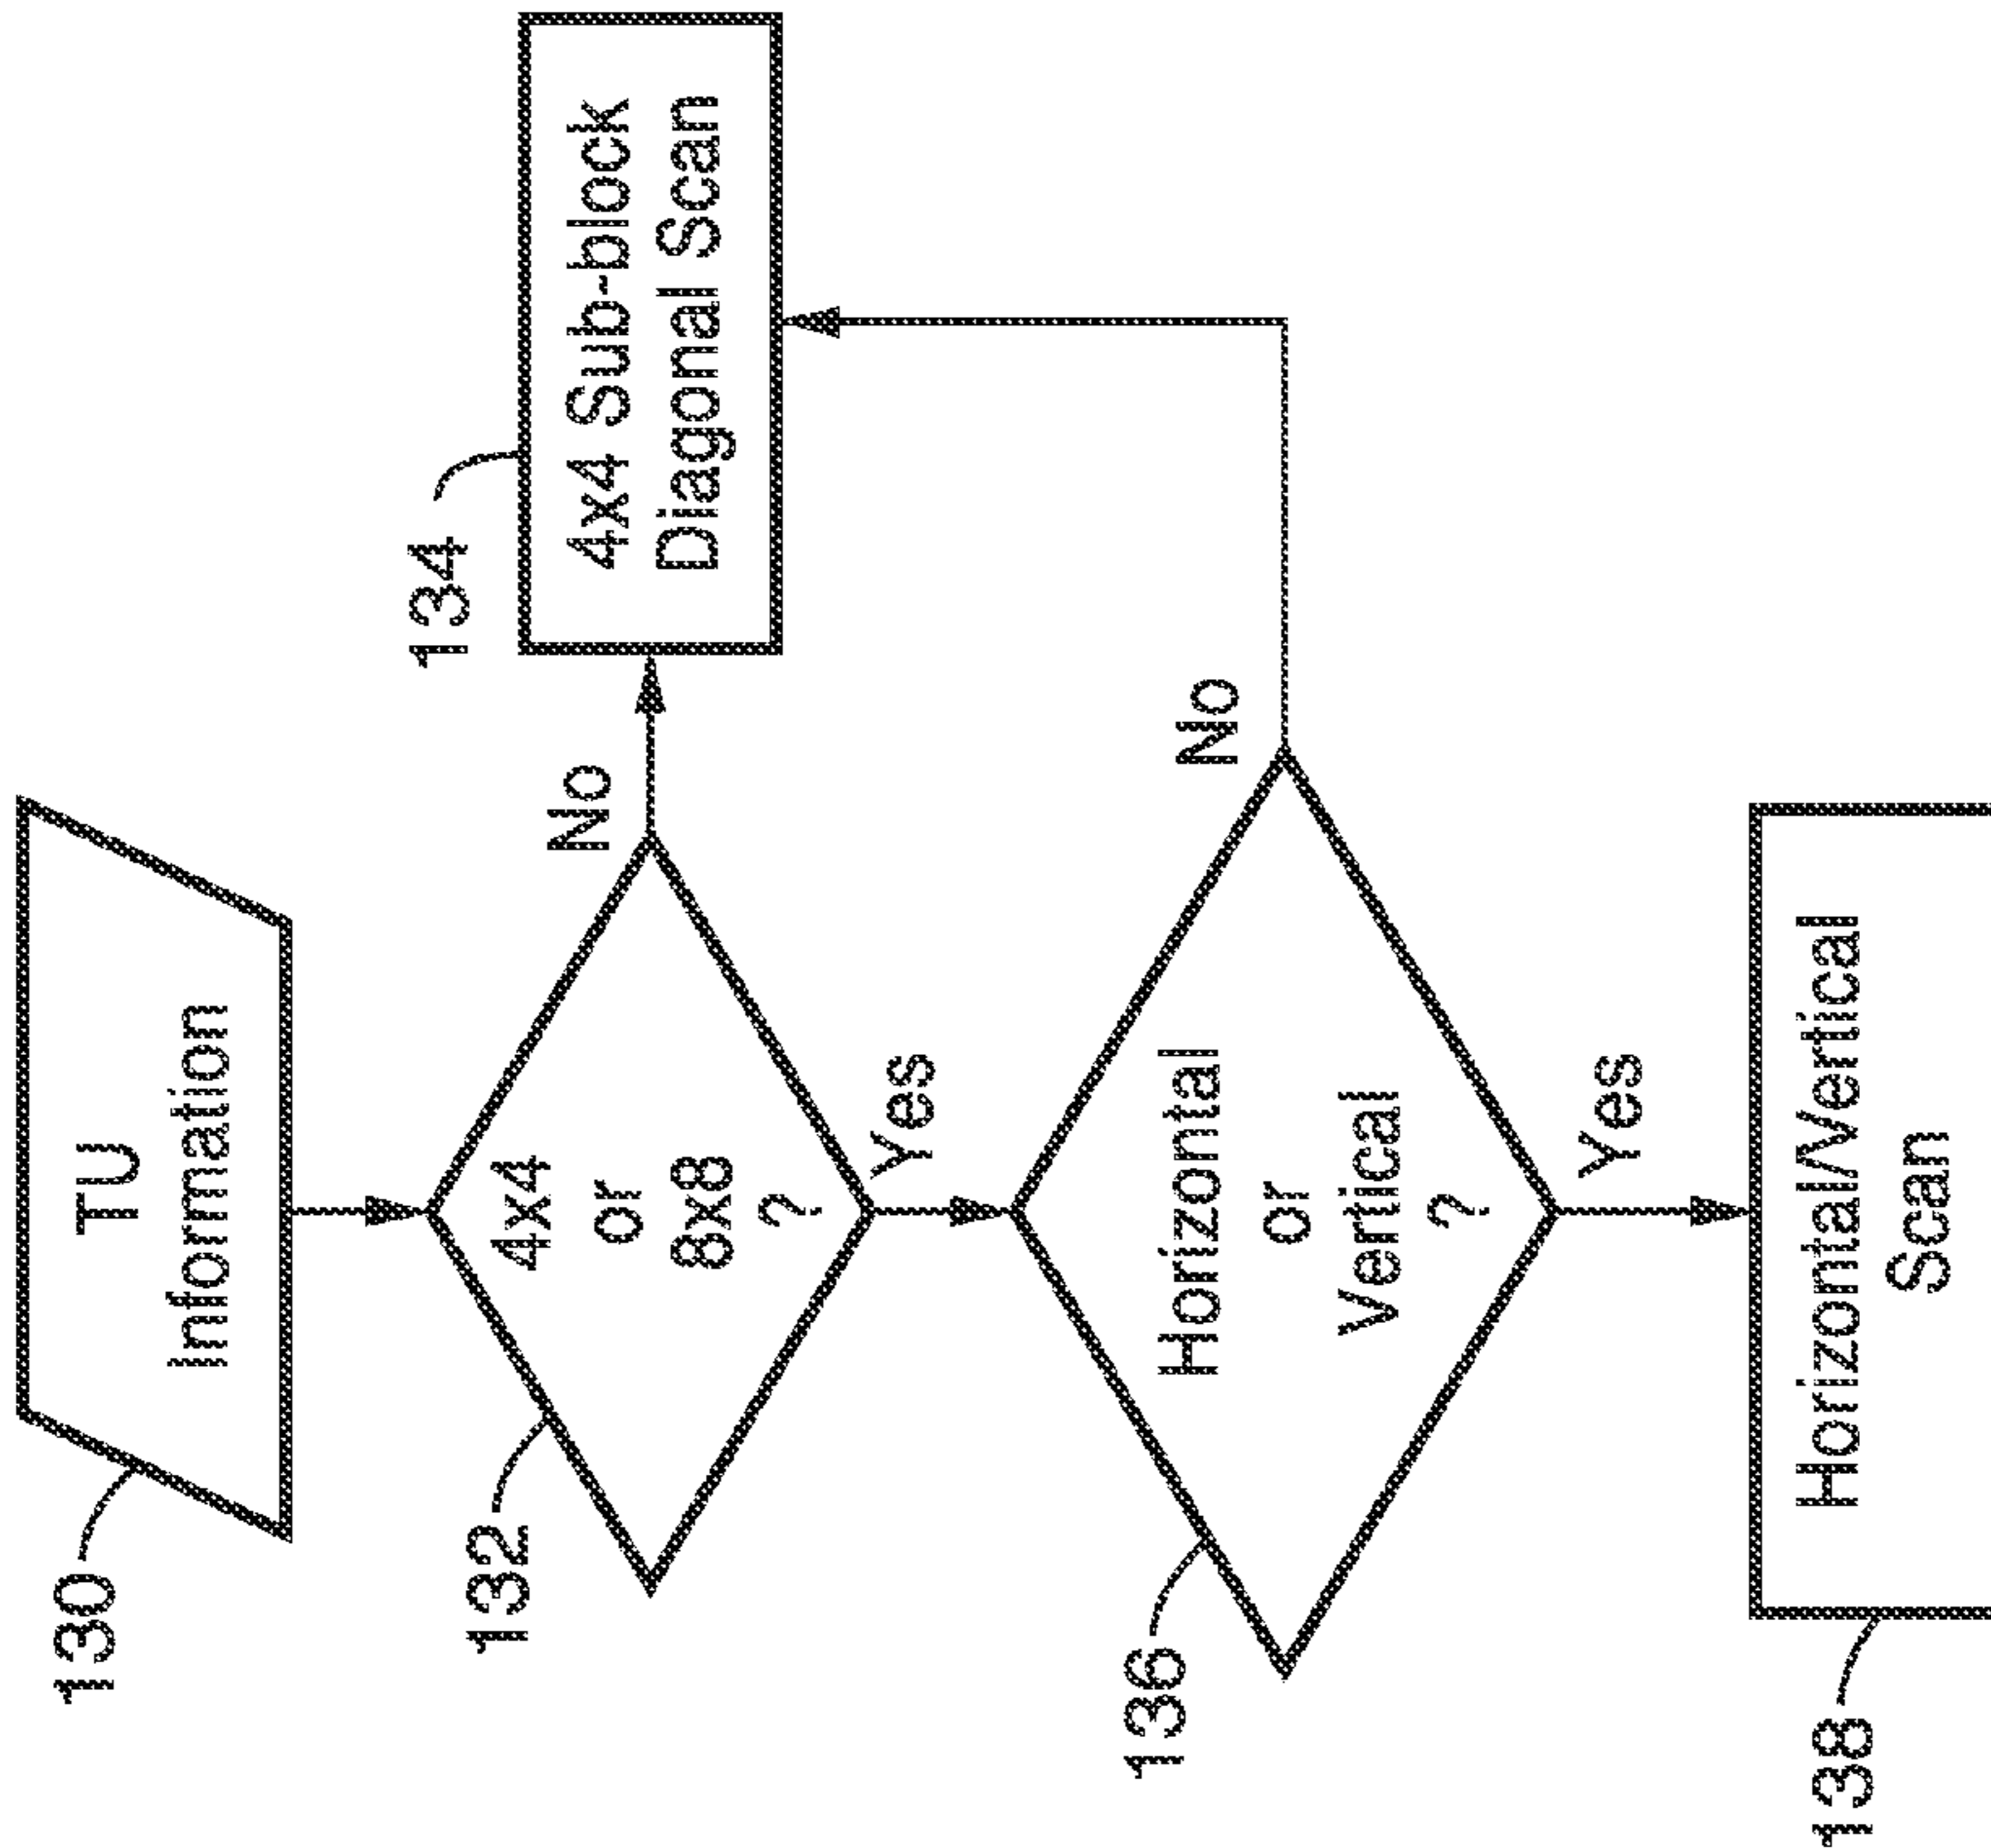 130
TU
Information
132
4x4
or
8x8
?
No
134
4x4 Sub-block
Diagonal Scan
Yes
136
Horizontal
or
Vertical
?
No
Yes
138
Horizontal/Vertical
Scan